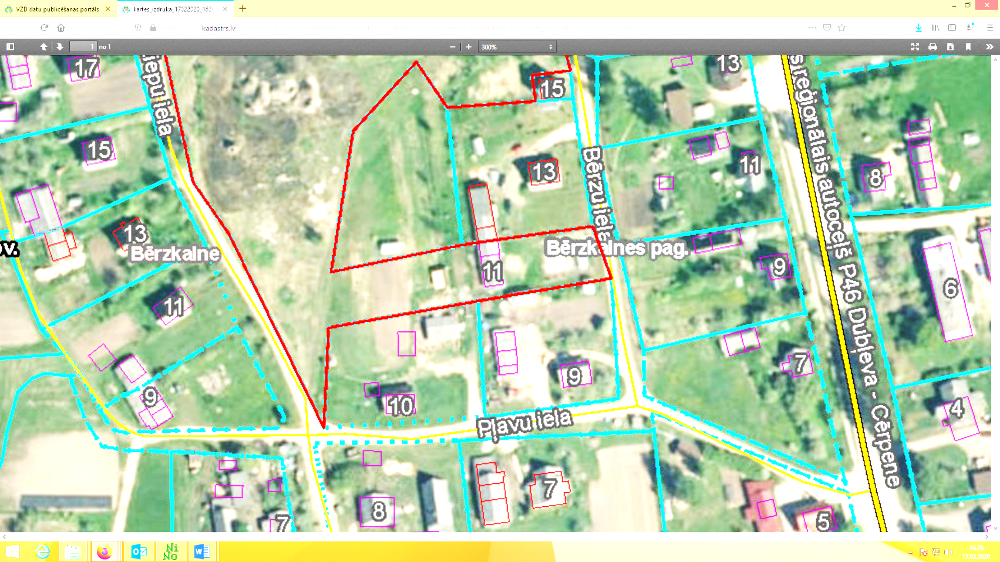 VZD datu publicēšanas portāls
kartes_izdruka_17022020_162
kadastrs.lv
1 no 1
300%
17
iepu iela
15
13
s reģionālais autoceļš P46 Dubļeva - Cērpene
15
13
Bērzu iela
11
8
ov.
13
Bērzkalne
Bērzkalnes pag.
11
9
6
11
9
10
9
7
4
Pļavu iela
7
8
7
5
16:28
17.02.2020